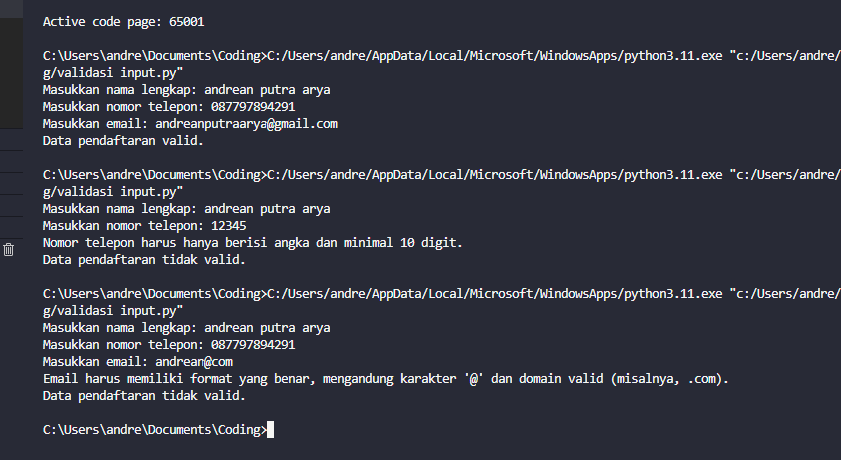 Active code page: 65001
C:\Users\andre\Documents\Coding>C:/Users/andre/AppData/Local/Microsoft/WindowsApps/python3.11.exe "c:/Users/andre/
g/validasi input.py"
Masukkan nama lengkap: andrean putra arya
Masukkan nomor telepon: 087797894291
Masukkan email: andreanputraarya@gmail.com
Data pendaftaran valid.
C:\Users\andre\Documents\Coding>C:/Users/andre/AppData/Local/Microsoft/WindowsApps/python3.11.exe "c:/Users/andre/
g/validasi input.py"
Masukkan nama lengkap: andrean putra arya
Masukkan nomor telepon: 12345
Nomor telepon harus hanya berisi angka dan minimal 10 digit.
Data pendaftaran tidak valid.
C:\Users\andre\Documents\Coding>C:/Users/andre/AppData/Local/Microsoft/WindowsApps/python3.11.exe "c:/Users/andre/
g/validasi input.py"
Masukkan nama lengkap: andrean putra arya
Masukkan nomor telepon: 087797894291
Masukkan email: andrean@com
Email harus memiliki format yang benar, mengandung karakter '@' dan domain valid (misalnya, .com).
Data pendaftaran tidak valid.
C:\Users\andre\Documents\Coding>